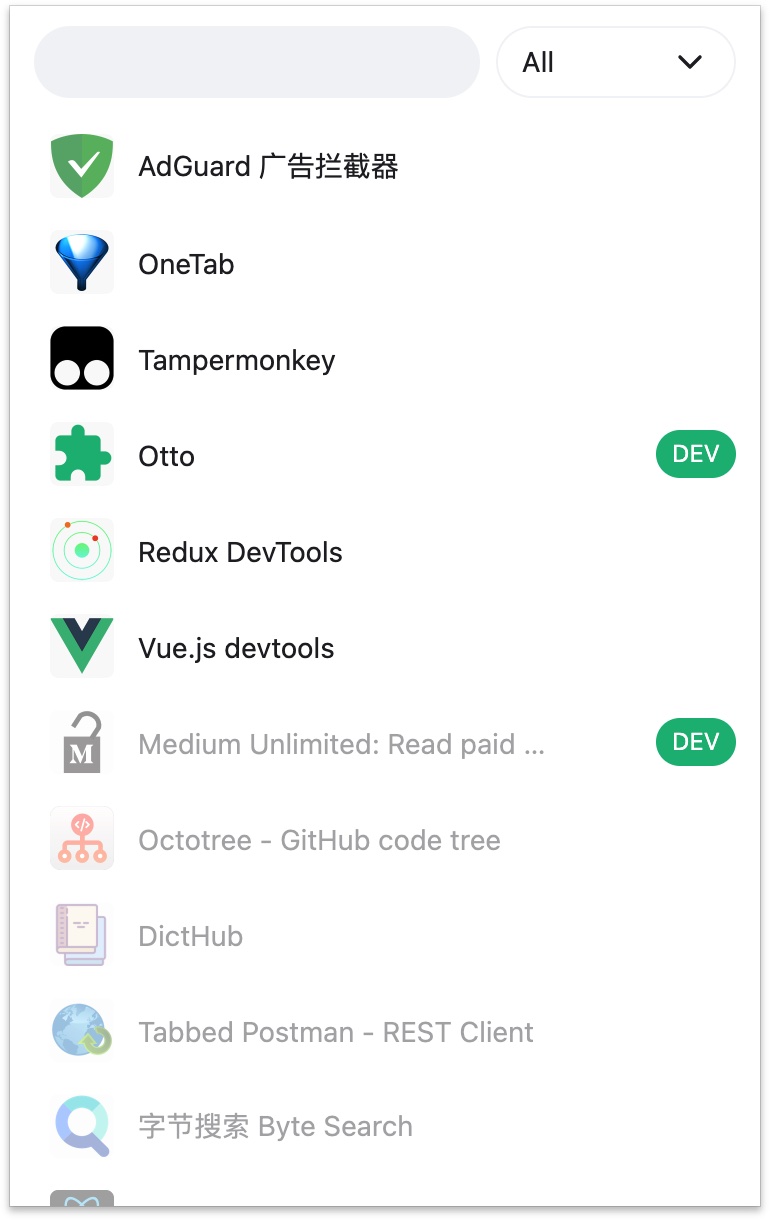 All
AdGuard 广告拦截器
OneTab
Tampermonkey
Otto
DEV
Redux DevTools
Vue.js devtools
M
Medium Unlimited: Read paid ...
DEV
Octotree - GitHub code tree
DictHub
Tabbed Postman - REST Client
字节搜索 Byte Search